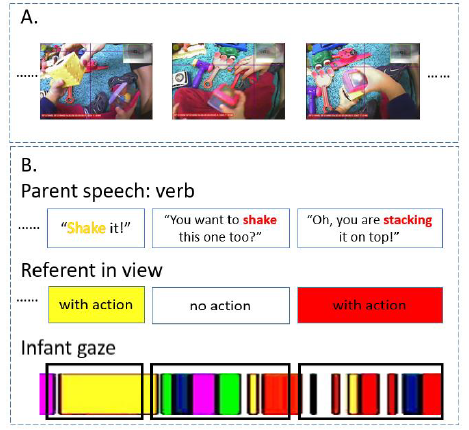 A.
...... ......
B.
Parent speech: verb
...... “Shake it!” “You want to shake this one too?” “Oh, you are stacking it on top!”
Referent in view
...... with action no action with action
Infant gaze